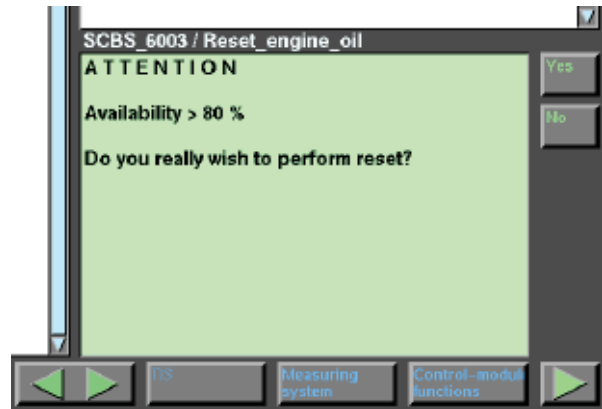 SCBS_6003 / Reset_engine_oil
ATTENTION
Availability > 80 %
Do you really wish to perform reset?
Yes
No
TIS
Measuring
system
Control-modul
functions